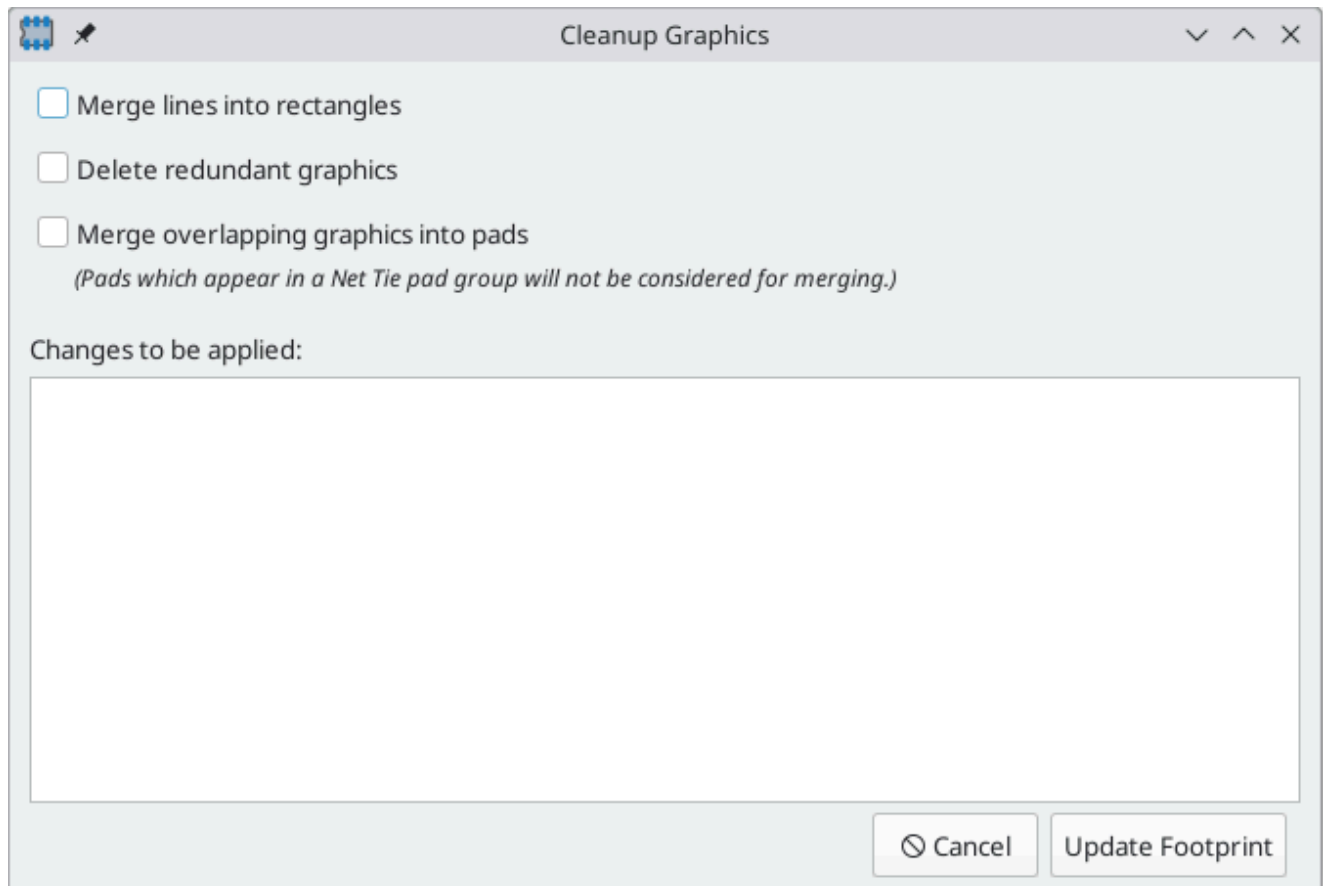 Cleanup Graphics
Merge lines into rectangles
Delete redundant graphics
Merge overlapping graphics into pads
(Pads which appear in a Net Tie pad group will not be considered for merging.)
Changes to be applied:
Cancel
Update Footprint